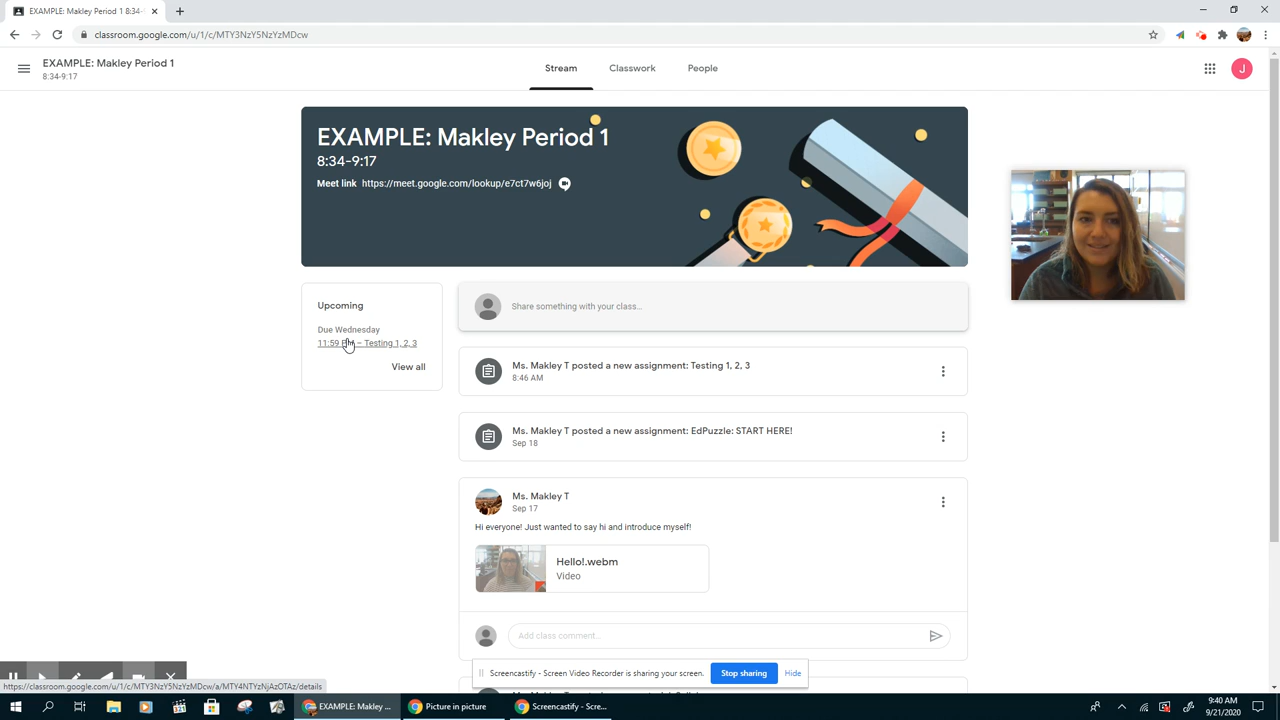 EXAMPLE: Makley Period 1 8:34-
classroom.google.com/u/1/c/MTY3NzY5NzYzMDcw
EXAMPLE: Makley Period 1
8:34-9:17
Stream
Classwork
People
J
EXAMPLE: Makley Period 1
8:34-9:17
Meet link https://meet.google.com/lookup/e7ct7w6joj
Upcoming
Due Wednesday
11:59 PM – Testing 1, 2, 3
View all
Share something with your class...
Ms. Makley T posted a new assignment: Testing 1, 2, 3
8:46 AM
Ms. Makley T posted a new assignment: EdPuzzle: START HERE!
Sep 18
Ms. Makley T
Sep 17
Hi everyone! Just wanted to say hi and introduce myself!
Hello!.webm
Video
Add class comment...
Screencastify - Screen Video Recorder is sharing your screen.
Stop sharing
Hide
https://classroom.google.com/u/1/c/MTY3NzY5NzYzMDcw/a/MTY4NTYzNjAzOTAz/details
EXAMPLE: Makley ...
Picture in picture
Screencastify - Scre...
9:40 AM
9/21/2020